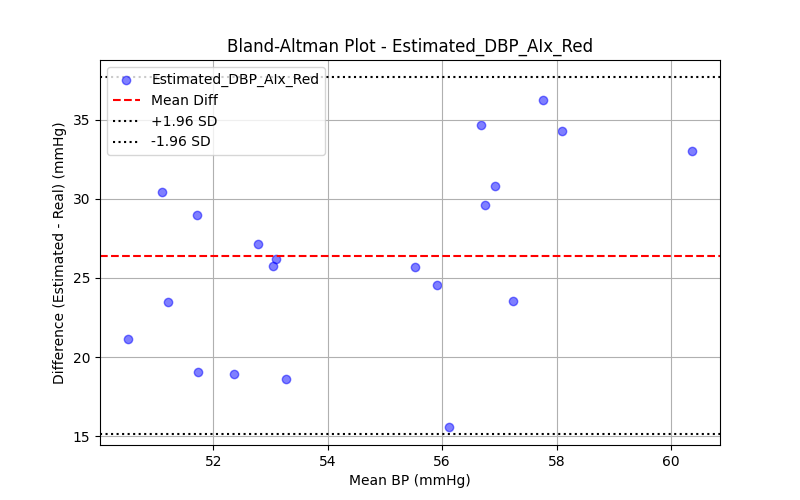 Bland-Altman Plot - Estimated_DBP_AIx_Red
Estimated_DBP_AIx_Red
Mean Diff
+1.96 SD
-1.96 SD
Difference (Estimated - Real) (mmHg)
35
30
25
20
15
52 54 56 58 60
Mean BP (mmHg)